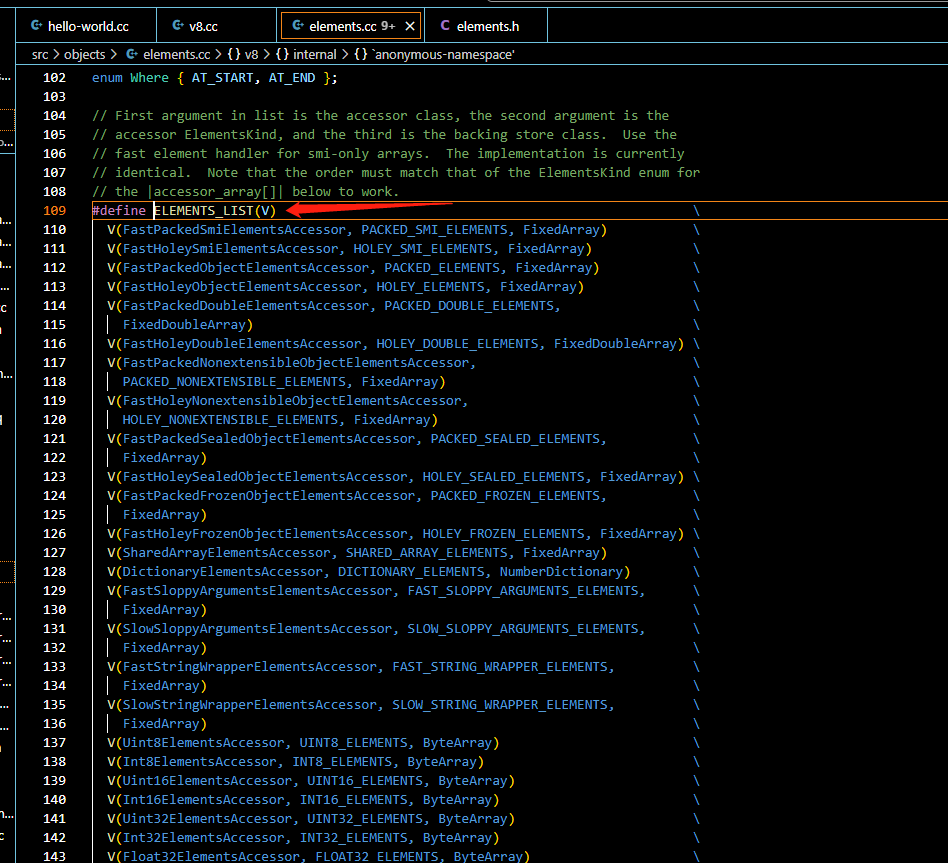 hello-world.cc
v8.cc
elements.cc 9+ ×
C elements.h
src > objects > elements.cc > {} v8 > {} internal > {} `anonymous-namespace'
102 enum Where { AT_START, AT_END };
103
104 // First argument in list is the accessor class, the second argument is the
105 // accessor ElementsKind, and the third is the backing store class.  Use the
106 // fast element handler for smi-only arrays.  The implementation is currently
107 // identical.  Note that the order must match that of the ElementsKind enum for
108 // the |accessor_array[]| below to work.
109 #define ELEMENTS_LIST(V) \
110 V(FastPackedSmiElementsAccessor, PACKED_SMI_ELEMENTS, FixedArray) \
111 V(FastHoleySmiElementsAccessor, HOLEY_SMI_ELEMENTS, FixedArray) \
112 V(FastPackedObjectElementsAccessor, PACKED_ELEMENTS, FixedArray) \
113 V(FastHoleyObjectElementsAccessor, HOLEY_ELEMENTS, FixedArray) \
114 V(FastPackedDoubleElementsAccessor, PACKED_DOUBLE_ELEMENTS, \
115 FixedDoubleArray) \
116 V(FastHoleyDoubleElementsAccessor, HOLEY_DOUBLE_ELEMENTS, FixedDoubleArray) \
117 V(FastPackedNonextensibleObjectElementsAccessor, \
118 PACKED_NONEXTENSIBLE_ELEMENTS, FixedArray) \
119 V(FastHoleyNonextensibleObjectElementsAccessor, \
120 HOLEY_NONEXTENSIBLE_ELEMENTS, FixedArray) \
121 V(FastPackedSealedObjectElementsAccessor, PACKED_SEALED_ELEMENTS, \
122 FixedArray) \
123 V(FastHoleySealedObjectElementsAccessor, HOLEY_SEALED_ELEMENTS, FixedArray) \
124 V(FastPackedFrozenObjectElementsAccessor, PACKED_FROZEN_ELEMENTS, \
125 FixedArray) \
126 V(FastHoleyFrozenObjectElementsAccessor, HOLEY_FROZEN_ELEMENTS, FixedArray) \
127 V(SharedArrayElementsAccessor, SHARED_ARRAY_ELEMENTS, FixedArray) \
128 V(DictionaryElementsAccessor, DICTIONARY_ELEMENTS, NumberDictionary) \
129 V(FastSloppyArgumentsElementsAccessor, FAST_SLOPPY_ARGUMENTS_ELEMENTS, \
130 FixedArray) \
131 V(SlowSloppyArgumentsElementsAccessor, SLOW_SLOPPY_ARGUMENTS_ELEMENTS, \
132 FixedArray) \
133 V(FastStringWrapperElementsAccessor, FAST_STRING_WRAPPER_ELEMENTS, \
134 FixedArray) \
135 V(SlowStringWrapperElementsAccessor, SLOW_STRING_WRAPPER_ELEMENTS, \
136 FixedArray) \
137 V(Uint8ElementsAccessor, UINT8_ELEMENTS, ByteArray) \
138 V(Int8ElementsAccessor, INT8_ELEMENTS, ByteArray) \
139 V(Uint16ElementsAccessor, UINT16_ELEMENTS, ByteArray) \
140 V(Int16ElementsAccessor, INT16_ELEMENTS, ByteArray) \
141 V(Uint32ElementsAccessor, UINT32_ELEMENTS, ByteArray) \
142 V(Int32ElementsAccessor, INT32_ELEMENTS, ByteArray) \
143 V(Float32ElementsAccessor, FLOAT32_ELEMENTS, ByteArray) \